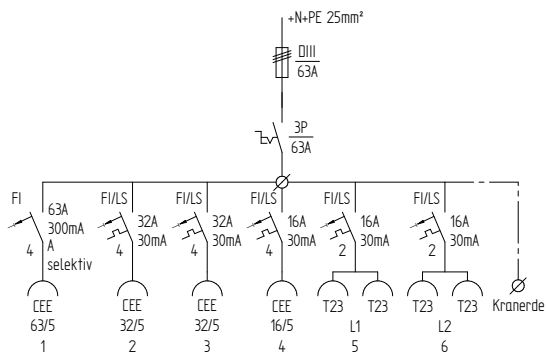 +N+PE 25mm²
DIII
63A
3P
63A
FI
63A
300mA
A
selektiv
4
CEE
63/5
1
FI/LS
32A
30mA
4
CEE
32/5
2
FI/LS
32A
30mA
4
CEE
32/5
3
FI/LS
16A
30mA
4
CEE
16/5
4
FI/LS
16A
30mA
2
T23
T23
L1
5
FI/LS
16A
30mA
2
T23
T23
L2
6
Kranerde